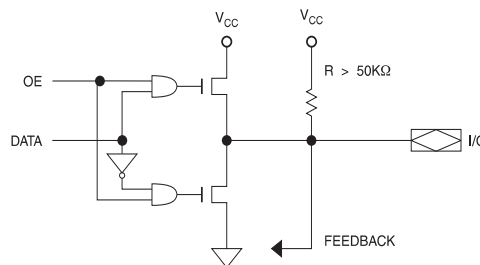 V_CC V_CC
R > 50KΩ
OE
DATA
I/O
FEEDBACK